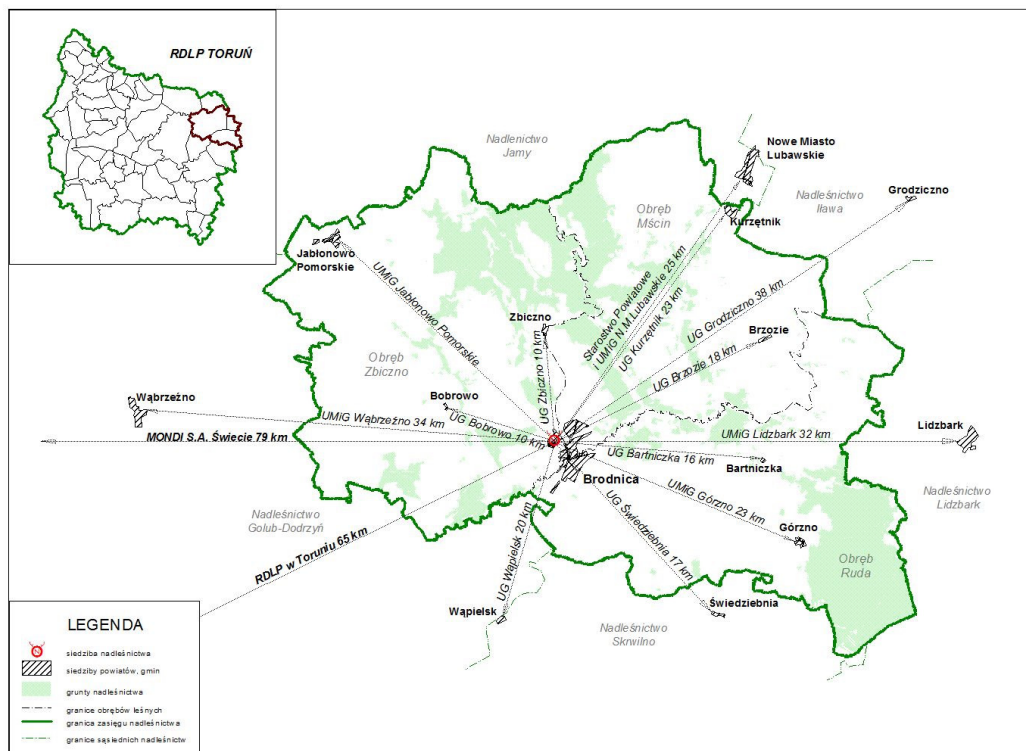 RDLP TORUŃ
Nadlenictwo
Jamy
Nowe Miasto
Lubawskie
Nadleśnictwo
Iława
Grodziczno
Obręb
Mścin
Kurzętnik
Jabłonowo
Pomorskie
UMiG Jabłonowo Pomorskie
Starostwo Powiatowe
i UMiG N.M.Lubawskie 25 km
UG Kurzętnik 23 km
UG Grodziczno 38 km
Zbiczno
UG Zbiczno 10 km
Brzozie
UG Brzozie 18 km
Obręb
Zbiczno
Wąbrzeżno
Bobrowo
UG Bobrowo 10 km
UMiG Wąbrzeźno 34 km
MONDI S.A. Świecie 79 km
UMiG Lidzbark 32 km
Lidzbark
UG Bartniczka 16 km
Bartniczka
Brodnica
UMiG Górzno 23 km
Górzno
UG Świedziebnia 17 km
Świedziebnia
Nadleśnictwo
Lidzbark
Nadleśnictwo
Golub-Dodrzyń
Obręb
Ruda
RDLP w Toruniu 65 km
UG Wąpielsk 20 km
Wąpielsk
Nadleśnictwo
Skrwilno
LEGENDA
siedziba nadleśnictwa
siedziby powiatów, gmin
grunty nadleśnictwa
granice obrębów leśnych
granica zasięgu nadleśnictwa
granice sąsiednich nadleśnictw